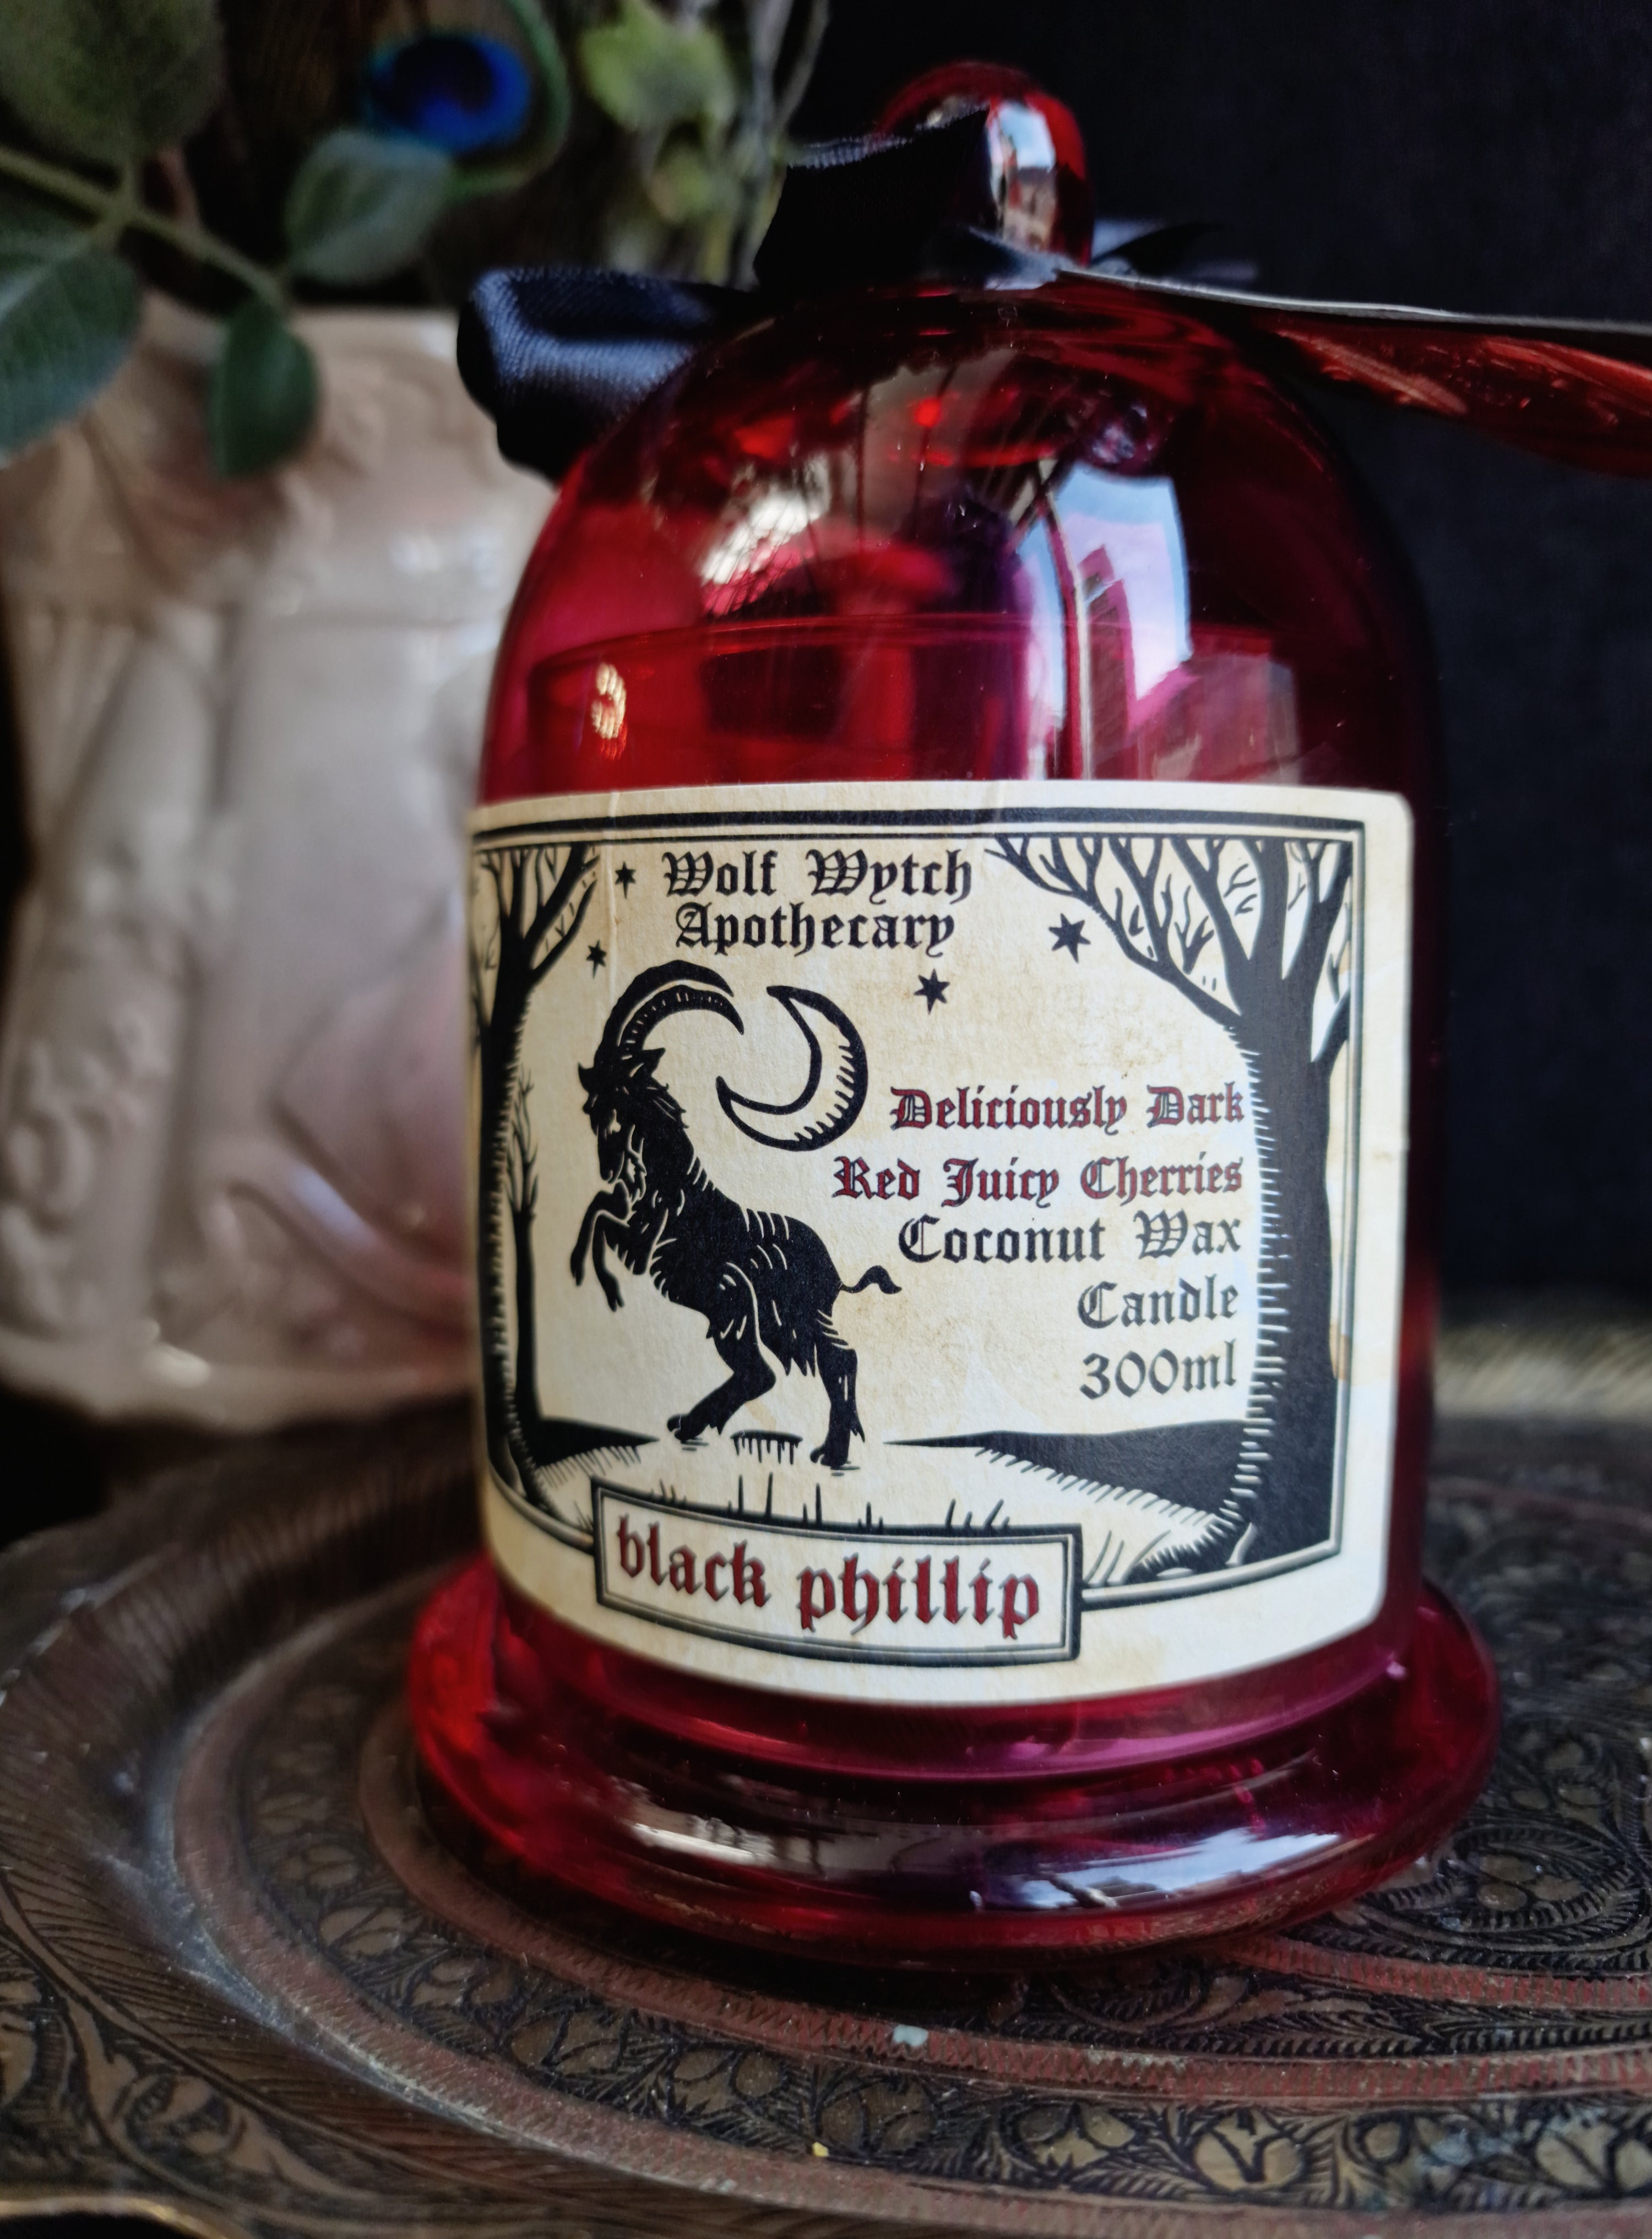 Wolf Wytch
Apothecary
Deliciously Dark
Red Juicy Cherries
Coconut Wax
Candle
300ml
black phillip